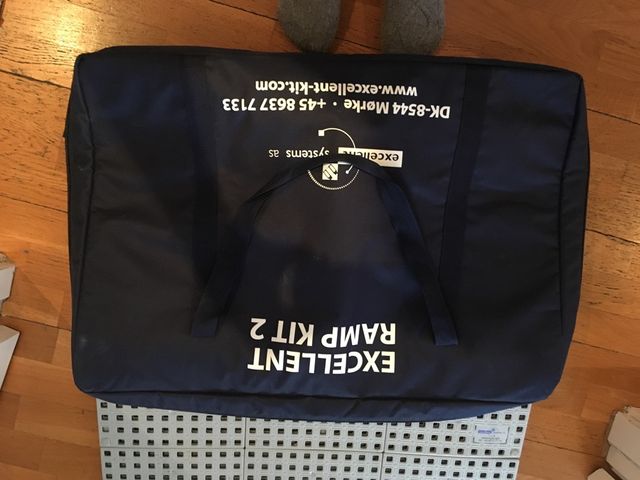 EXCELLENT
RAMP KIT 2
excellent systems as
DK-8544 Mørke • +45 8637 7133
www.excellent-kit.com